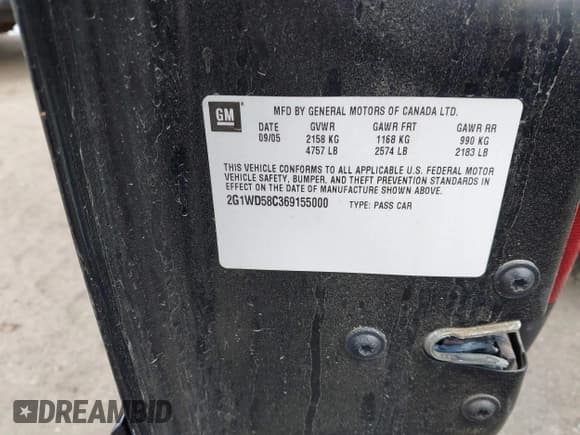 GM
MFD BY GENERAL MOTORS OF CANADA LTD.
DATE GVWR GAWR FRT GAWR RR
09/05 2158 KG 1168 KG 990 KG
4757 LB 2574 LB 2183 LB
THIS VEHICLE CONFORMS TO ALL APPLICABLE U.S. FEDERAL MOTOR
VEHICLE SAFETY, BUMPER, AND THEFT PREVENTION STANDARDS IN
EFFECT ON THE DATE OF MANUFACTURE SHOWN ABOVE.
2G1WD58C369155000 TYPE: PASS CAR
DREAMBID